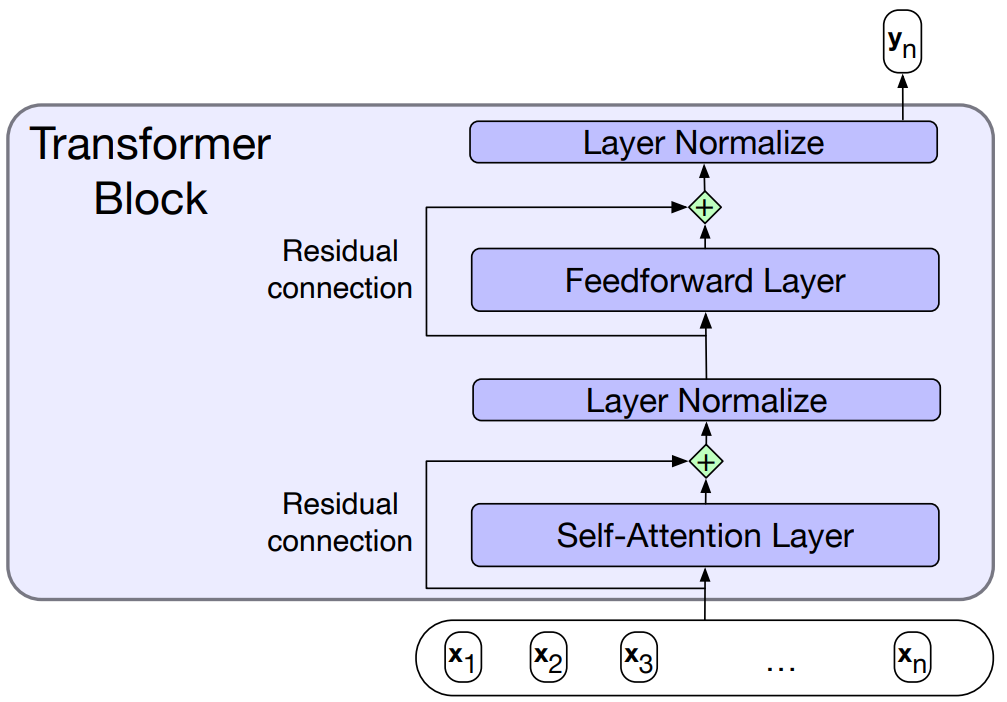 yn
Transformer
Block
Layer Normalize
+
Residual
connection
Feedforward Layer
Layer Normalize
+
Residual
connection
Self-Attention Layer
x1 x2 x3 ... xn